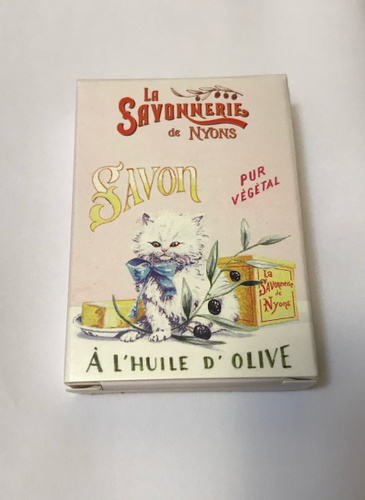 LA
SAVONNERIE
de NYONS
SAVON
PUR
VÉGÉTAL
La
SAVONNERIE
de
NYONS
À L'HUILE D'OLIVE